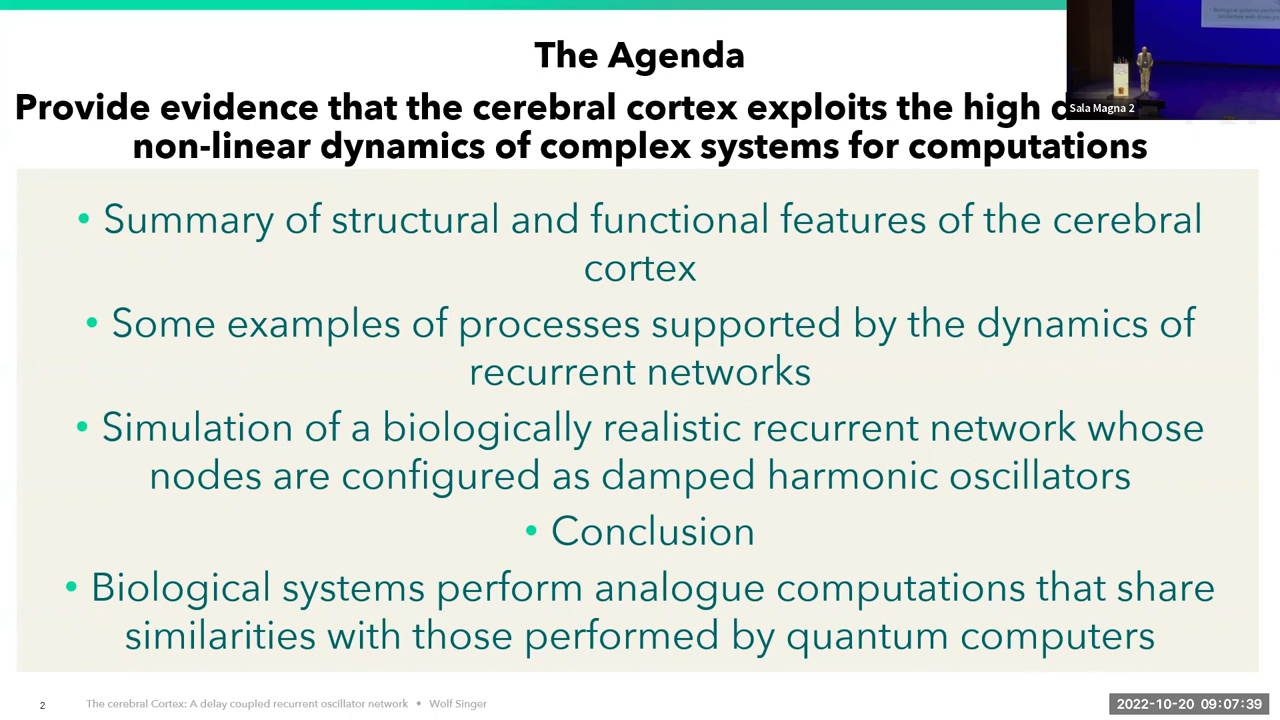 The Agenda
Provide evidence that the cerebral cortex exploits the high
non-linear dynamics of complex systems for computations
Sala Magna 2
• Summary of structural and functional features of the cerebral
cortex
• Some examples of processes supported by the dynamics of
recurrent networks
• Simulation of a biologically realistic recurrent network whose
nodes are configured as damped harmonic oscillators
• Conclusion
• Biological systems perform analogue computations that share
similarities with those performed by quantum computers
2
The cerebral Cortex: A delay coupled recurrent oscillator network • Wolf Singer
2022-10-20 09:07:39